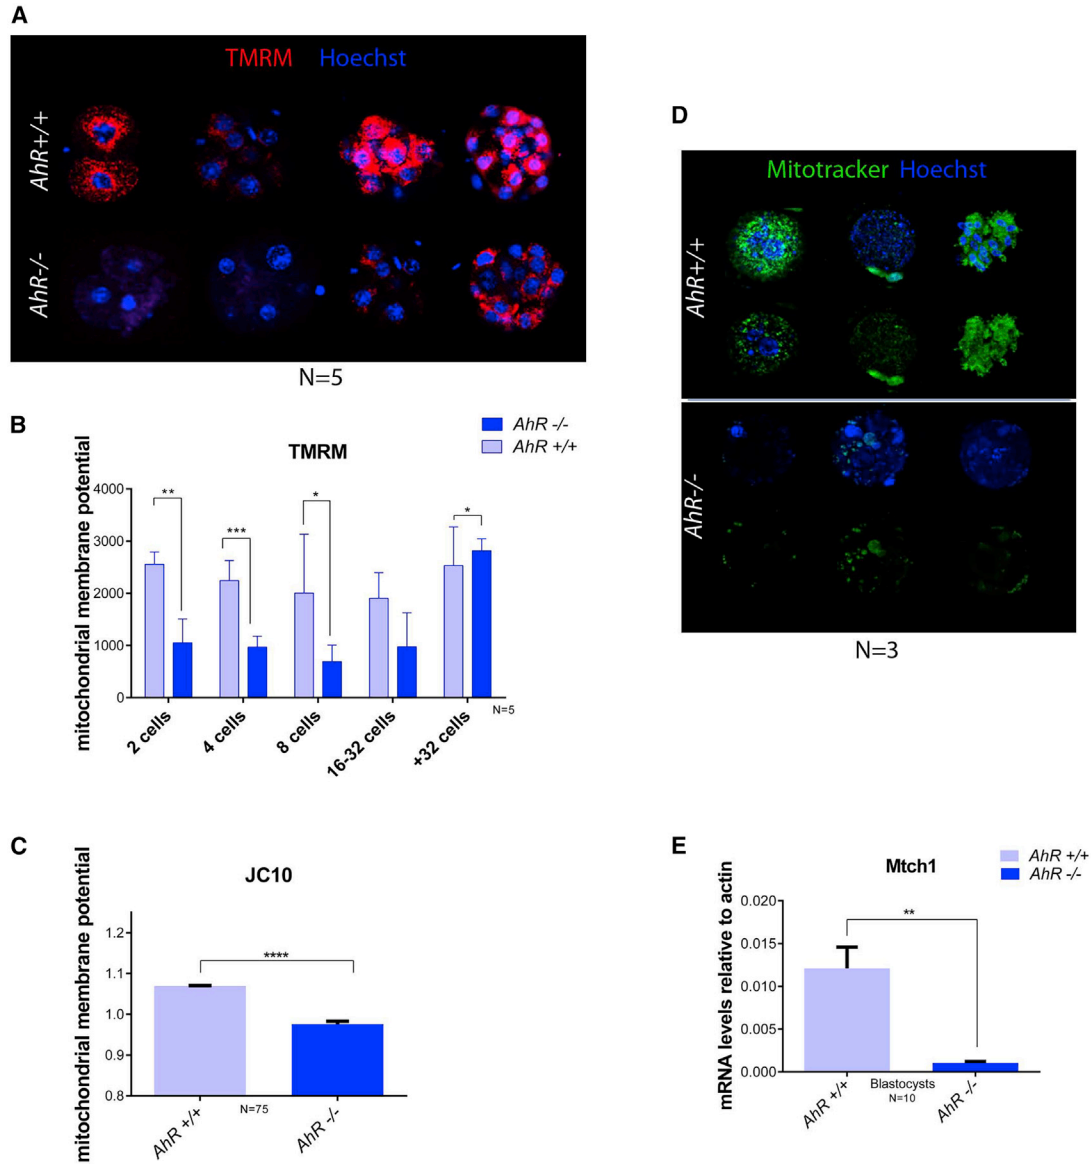 A
TMRM Hoechst
AhR+/+
AhR-/-
N=5
B
AhR -/-
AhR +/+
TMRM
mitochondrial membrane potential
4000
3000
2000
1000
0
**
***
*
*
2 cells
4 cells
8 cells
16-32 cells
+32 cells
N=5
C
JC10
mitochondrial membrane potential
1.2
1.1
1.0
0.9
0.8
****
AhR +/+
N=75
AhR -/-
D
Mitotracker Hoechst
AhR+/+
AhR-/-
N=3
E
Mtch1
AhR +/+
AhR -/-
mRNA levels relative to actin
0.020
0.015
0.010
0.005
0.000
**
AhR +/+
Blastocysts
N=10
AhR -/-